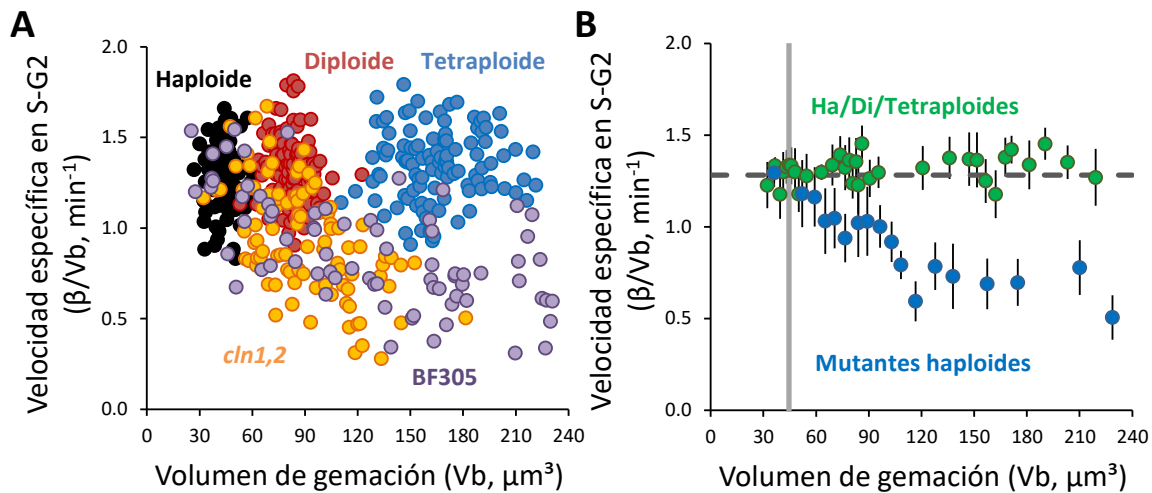 A
Velocidad específica en S-G2
(β/Vb, min⁻¹)
2.0
1.5
1.0
0.5
0.0
Haploide
Diploide
Tetraploide
cln1,2
BF305
0 30 60 90 120 150 180 210 240
Volumen de gemación (Vb, µm³)
B
Velocidad específica en S-G2
(β/Vb, min⁻¹)
2.0
1.5
1.0
0.5
0.0
Ha/Di/Tetraploides
Mutantes haploides
0 30 60 90 120 150 180 210 240
Volumen de gemación (Vb, µm³)